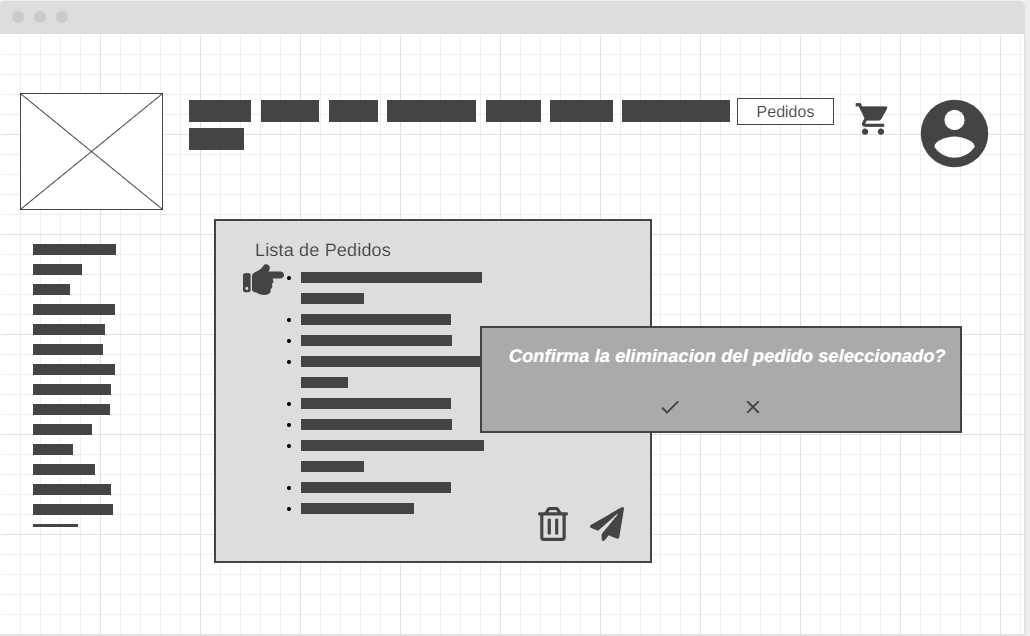 Pedidos
Lista de Pedidos
Confirma la eliminacion del pedido seleccionado?